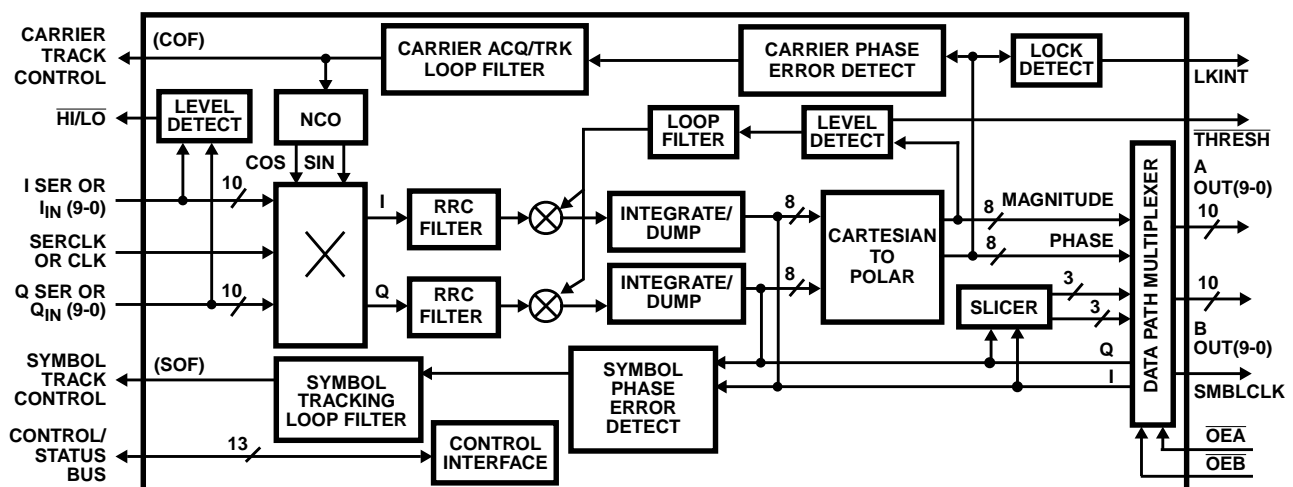 CARRIER
TRACK
CONTROL
(COF)
CARRIER ACQ/TRK
LOOP FILTER
CARRIER PHASE
ERROR DETECT
LOCK
DETECT
LKINT
HI/LO
LEVEL
DETECT
NCO
LOOP
FILTER
LEVEL
DETECT
THRESH
COS
SIN
I SER OR
IIN (9-0)
10
I
RRC
FILTER
INTEGRATE/
DUMP
8
CARTESIAN
TO
POLAR
MAGNITUDE
8
PHASE
8
DATA PATH MULTIPLEXER
A
OUT(9-0)
10
SERCLK
OR CLK
Q SER OR
QIN (9-0)
10
Q
RRC
FILTER
INTEGRATE/
DUMP
8
SLICER
3
3
10
B
OUT(9-0)
SYMBOL
TRACK
CONTROL
(SOF)
SYMBOL
TRACKING
LOOP FILTER
SYMBOL
PHASE
ERROR
DETECT
Q
I
SMBLCLK
CONTROL/
STATUS
BUS
13
CONTROL
INTERFACE
OEA
OEB